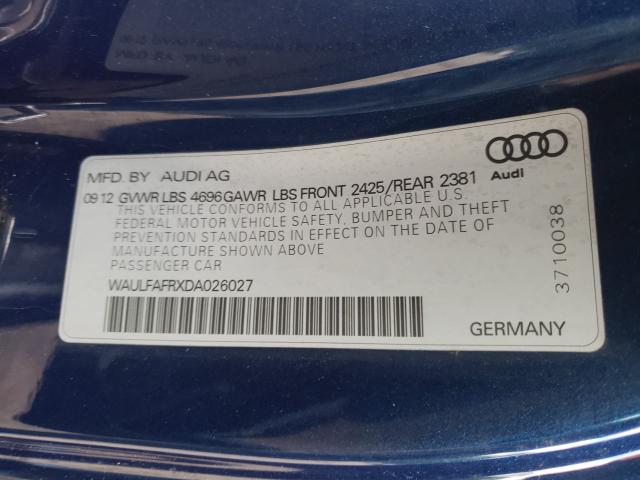 MFD. BY AUDI AG
Audi
09 12 GVWR LBS 4696 GAWR LBS FRONT 2425/REAR 2381
THIS VEHICLE CONFORMS TO ALL APPLICABLE U.S.
FEDERAL MOTOR VEHICLE SAFETY, BUMPER AND THEFT
PREVENTION STANDARDS IN EFFECT ON THE DATE OF
MANUFACTURE SHOWN ABOVE
PASSENGER CAR
WAULFAFRXDA026027
3710038
GERMANY